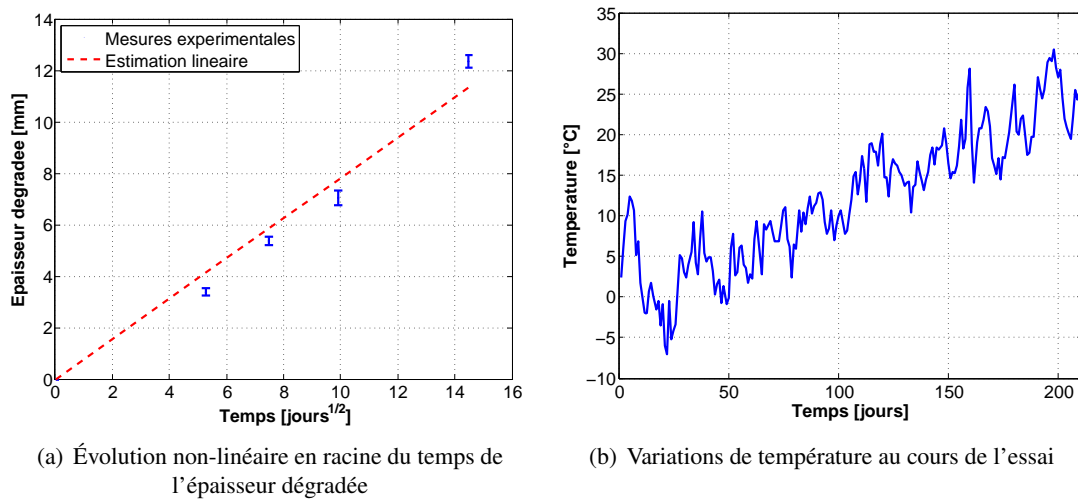 14
12
10
8
6
4
2
0
Epaisseur degradee [mm]
Mesures experimentales
Estimation lineaire
0 2 4 6 8 10 12 14 16
Temps [jours^1/2]
(a) Évolution non-linéaire en racine du temps de
l'épaisseur dégradée
35
30
25
20
15
10
5
0
−5
−10
Temperature [°C]
0 50 100 150 200
Temps [jours]
(b) Variations de température au cours de l'essai